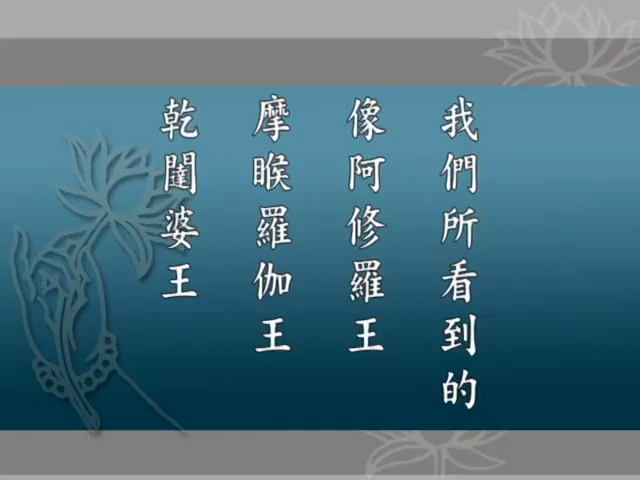 我們所看到的
像阿修羅王
摩睺羅伽王
乾闥婆王